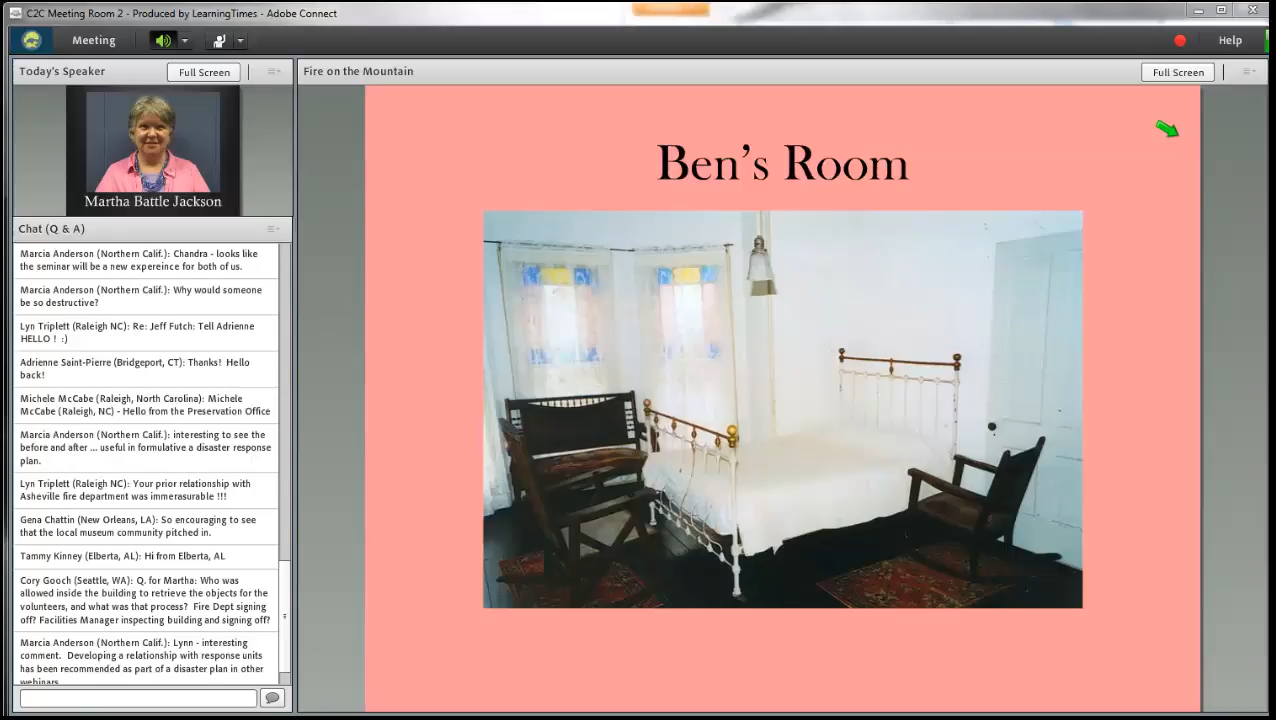 C2C Meeting Room 2 - Produced by LearningTimes - Adobe Connect
Meeting
Help
Today's Speaker
Full Screen
Fire on the Mountain
Full Screen
Martha Battle Jackson
Chat (Q & A)
Marcia Anderson (Northern Calif.): Chandra - looks like
the seminar will be a new expereince for both of us.
Marcia Anderson (Northern Calif.): Why would someone
be so destructive?
Lyn Triplett (Raleigh NC): Re: Jeff Futch: Tell Adrienne
HELLO ! :)
Adrienne Saint-Pierre (Bridgeport, CT): Thanks! Hello
back!
Michele McCabe (Raleigh, North Carolina): Michele
McCabe (Raleigh, NC) - Hello from the Preservation Office
Marcia Anderson (Northern Calif.): interesting to see the
before and after ... useful in formulative a disaster response
plan.
Lyn Triplett (Raleigh NC): Your prior relationship with
Asheville fire department was immerasurable !!!
Gena Chattin (New Orleans, LA): So encouraging to see
that the local museum community pitched in.
Tammy Kinney (Elberta, AL): Hi from Elberta, AL
Cory Gooch (Seattle, WA): Q. for Martha: Who was
allowed inside the building to retrieve the objects for the
volunteers, and what was that process? Fire Dept signing
off? Facilities Manager inspecting building and signing off?
Marcia Anderson (Northern Calif.): Lynn - interesting
comment. Developing a relationship with response units
has been recommended as part of a disaster plan in other
webinars.
Ben's Room